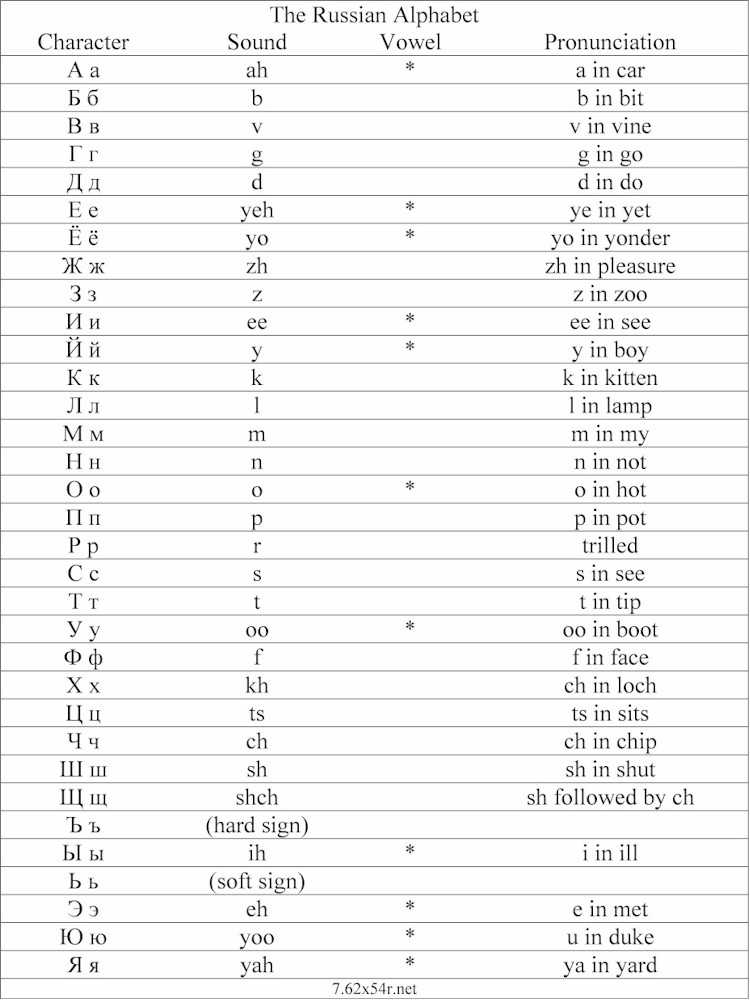 The Russian Alphabet
Character Sound Vowel Pronunciation
А а ah * a in car
Б б b b in bit
В в v v in vine
Г г g g in go
Д д d d in do
Е е yeh * ye in yet
Ё ё yo * yo in yonder
Ж ж zh zh in pleasure
З з z z in zoo
И и ee * ee in see
Й й y * y in boy
К к k k in kitten
Л л l l in lamp
М м m m in my
Н н n n in not
О о o * o in hot
П п p p in pot
Р р r trilled
С с s s in see
Т т t t in tip
У у oo * oo in boot
Ф ф f f in face
Х х kh ch in loch
Ц ц ts ts in sits
Ч ч ch ch in chip
Ш ш sh sh in shut
Щ щ shch sh followed by ch
Ъ ъ (hard sign)
Ы ы ih * i in ill
Ь ь (soft sign)
Э э eh * e in met
Ю ю yoo * u in duke
Я я yah * ya in yard
7.62x54r.net